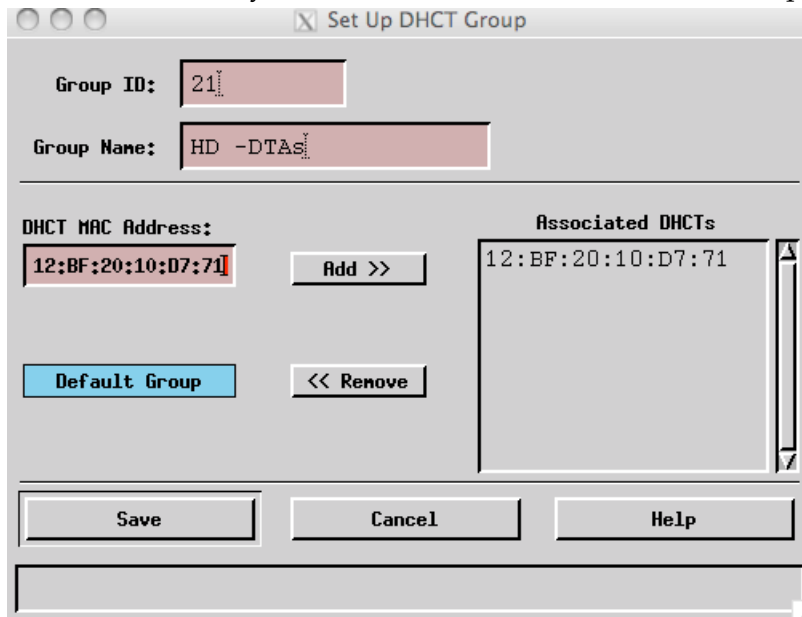 Set Up DHCT Group
Group ID: 21
Group Name: HD -DTAs
DHCT MAC Address:
12:BF:20:10:D7:71
Add >>
Associated DHCTs
12:BF:20:10:D7:71
Default Group
<< Remove
Save
Cancel
Help